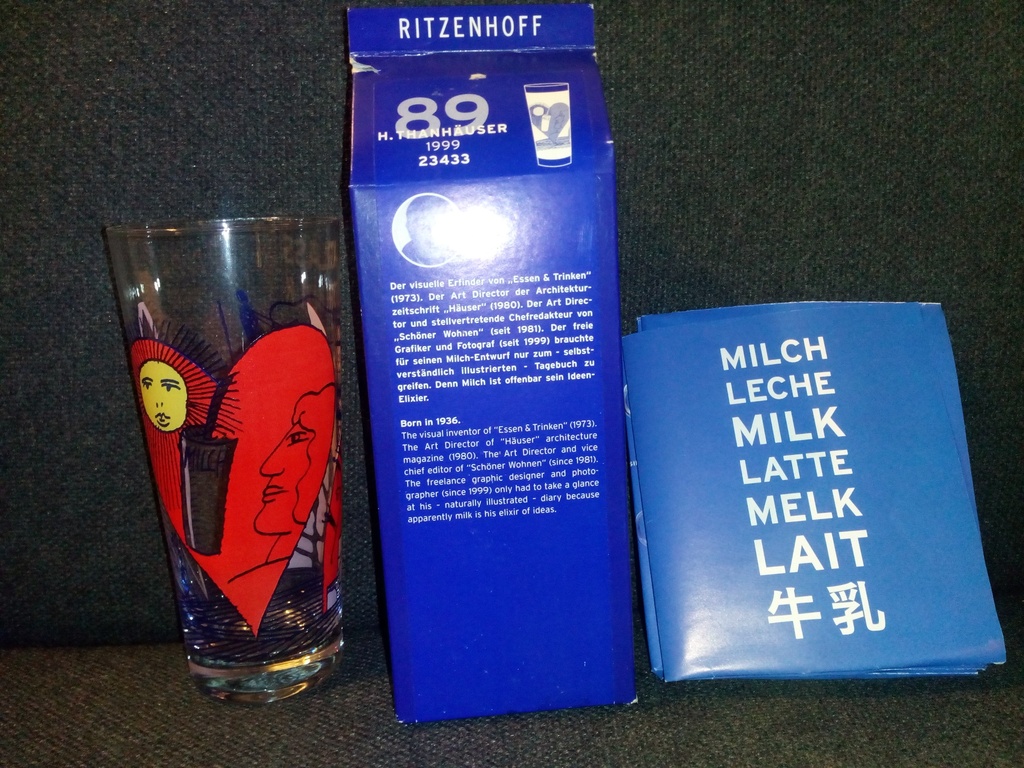 RITZENHOFF
89
H. THANHÄUSER
1999
23433
Der visuelle Erfinder von „Essen & Trinken"
(1973). Der Art Director der Architektur-
zeitschrift „Häuser" (1980). Der Art Direc-
tor und stellvertretende Chefredakteur von
„Schöner Wohnen" (seit 1981). Der freie
Grafiker und Fotograf (seit 1999) brauchte
für seinen Milch-Entwurf nur zum - selbst-
verständlich illustrierten - Tagebuch zu
greifen. Denn Milch ist offenbar sein Ideen-
Elixier.
Born in 1936.
The visual inventor of "Essen & Trinken" (1973).
The Art Director of "Häuser" architecture
magazine (1980). The Art Director and vice
chief editor of "Schöner Wohnen" (since 1981).
The freelance graphic designer and photo-
grapher (since 1999) only had to take a glance
at his - naturally illustrated - diary because
apparently milk is his elixir of ideas.
MILCH
LECHE
MILK
LATTE
MELK
LAIT
牛乳